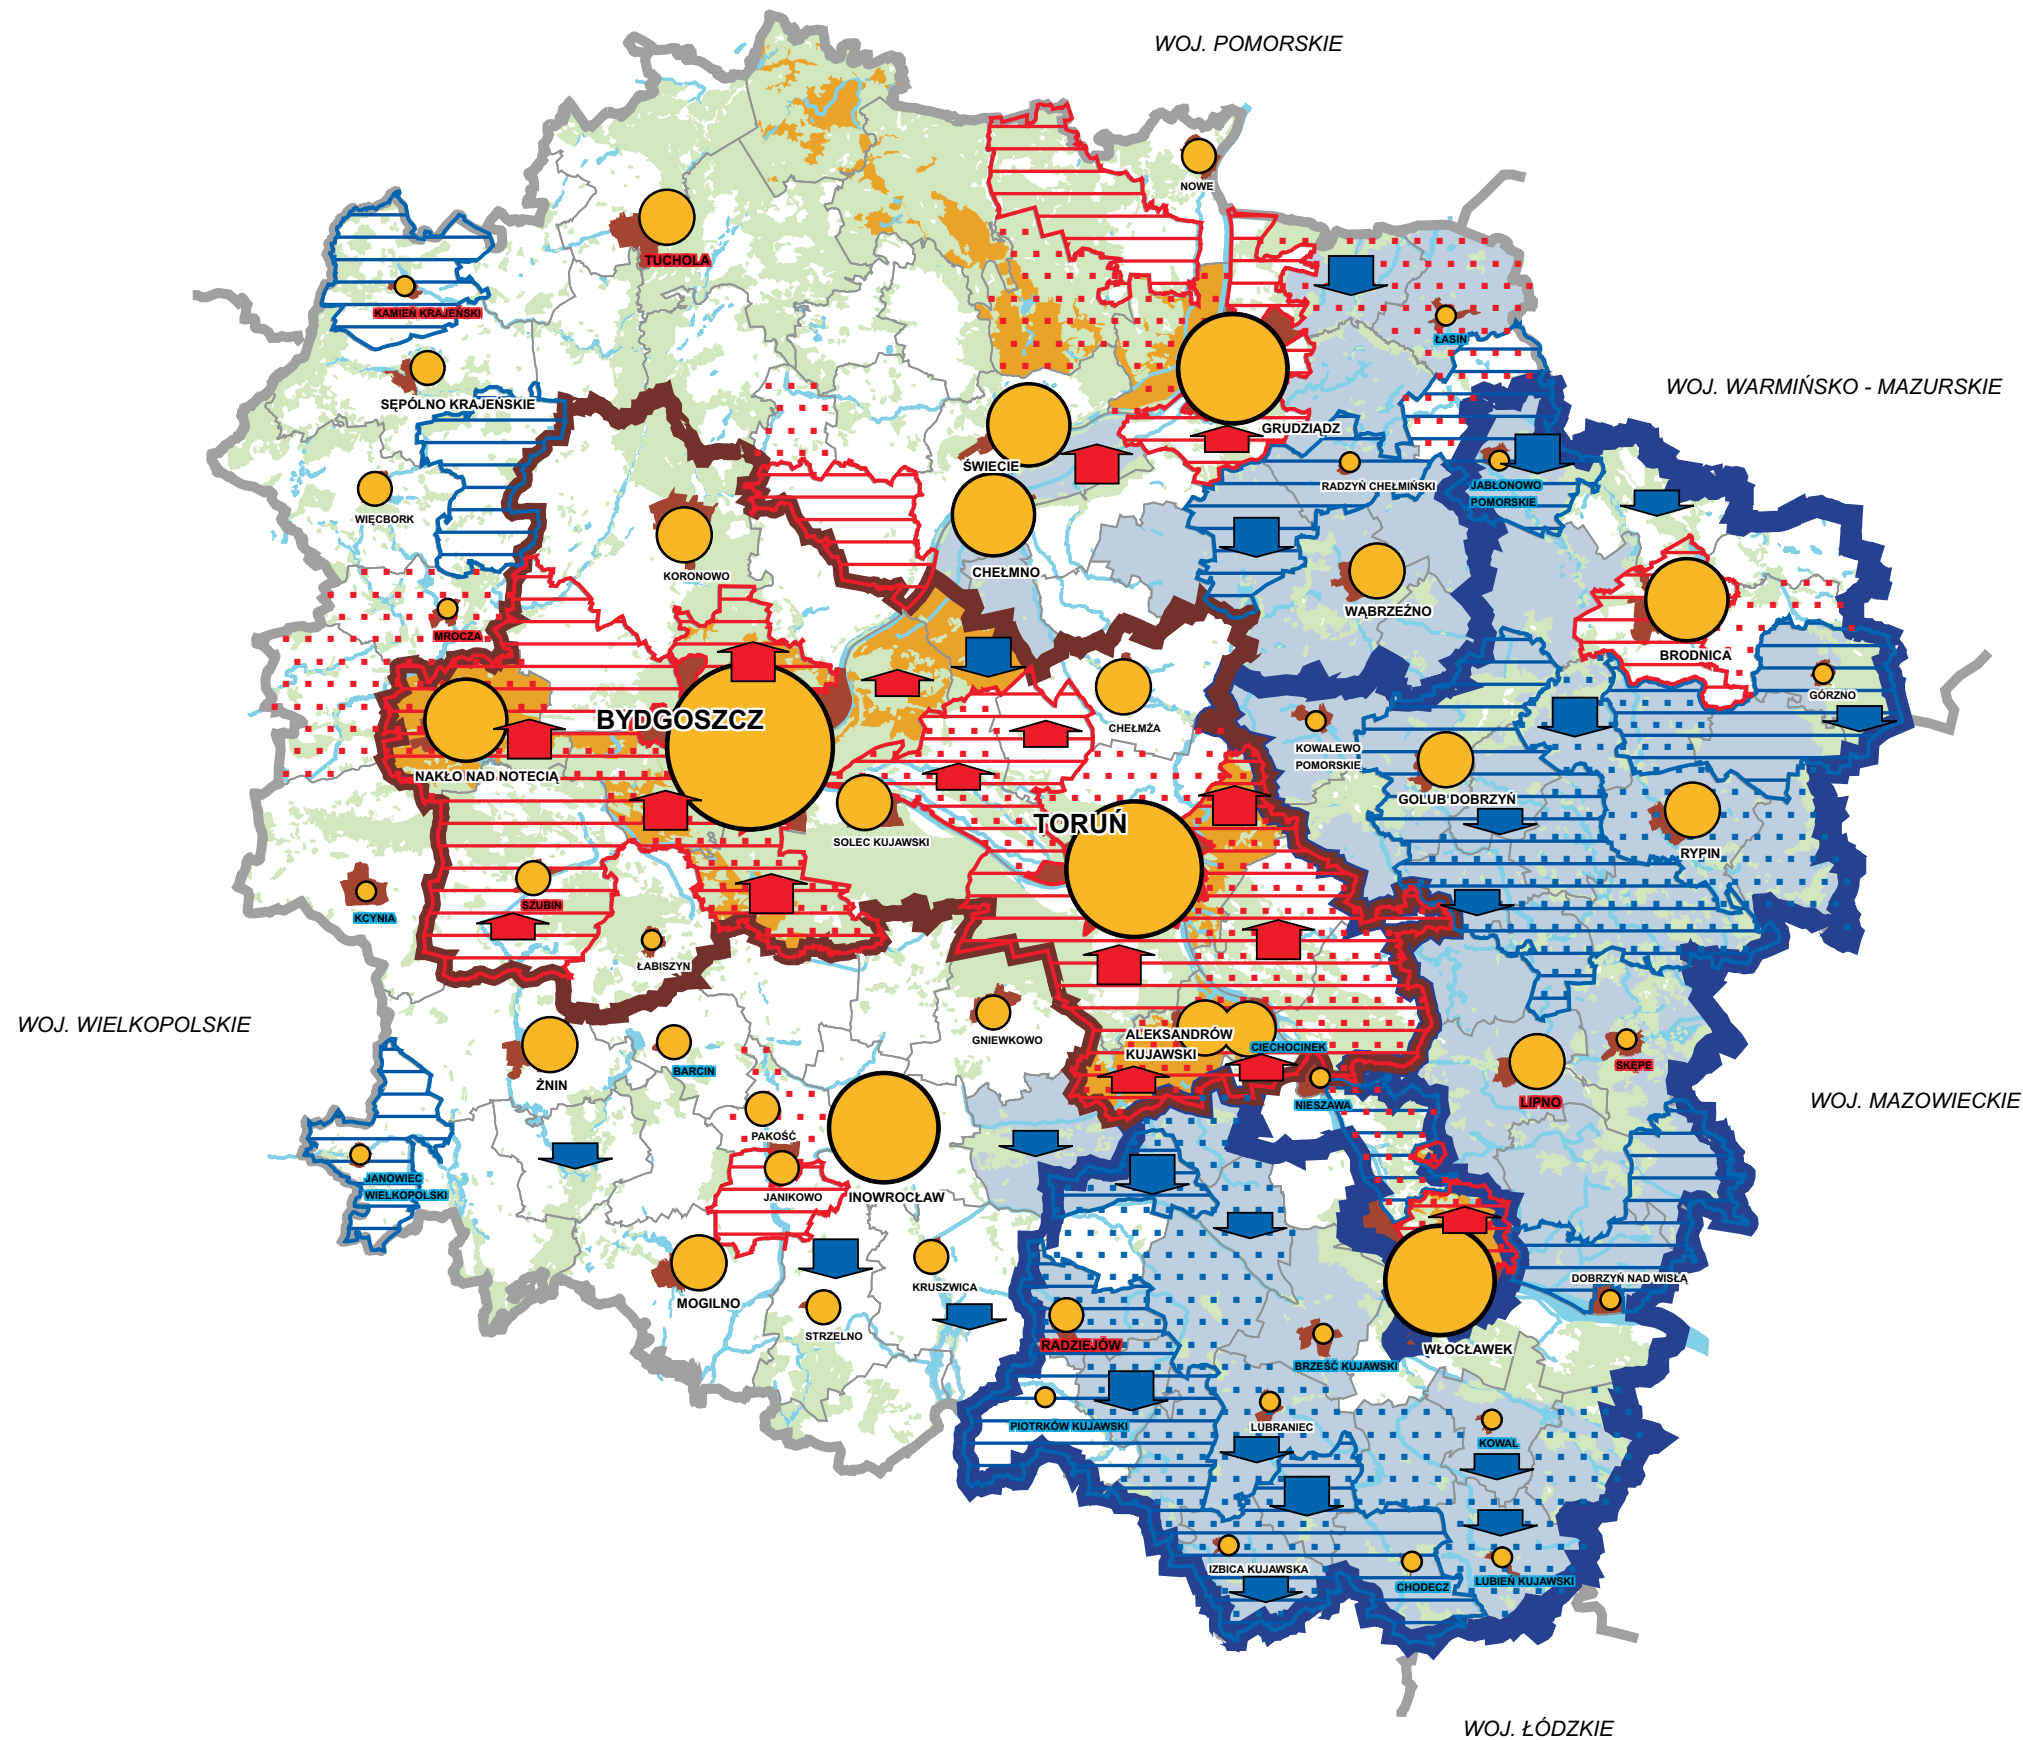 WOJ. POMORSKIE
NOWE
TUCHOLA
KAMIEŃ KRAJEŃSKI
ŁASIN
WOJ. WARMIŃSKO - MAZURSKIE
SĘPÓLNO KRAJEŃSKIE
GRUDZIĄDZ
ŚWIECIE
RADZYŃ CHEŁMIŃSKI
JABŁONOWO
POMORSKIE
WIĘCBORK
KORONOWO
CHEŁMNO
WĄBRZEŹNO
MROCZA
BRODNICA
GÓRZNO
BYDGOSZCZ
CHEŁMŻA
KOWALEWO
POMORSKIE
NAKŁO NAD NOTECIĄ
GOLUB DOBRZYŃ
TORUŃ
SOLEC KUJAWSKI
RYPIN
SZUBIN
KCYNIA
ŁABISZYN
WOJ. WIELKOPOLSKIE
GNIEWKOWO
ALEKSANDRÓW
KUJAWSKI
CIECHOCINEK
ŻNIN
BARCIN
SKĘPE
LIPNO
NIESZAWA
WOJ. MAZOWIECKIE
PAKOŚĆ
JANOWIEC
WIELKOPOLSKI
JANIKOWO
INOWROCŁAW
KRUSZWICA
DOBRZYŃ NAD WISŁĄ
MOGILNO
STRZELNO
RADZIEJÓW
WŁOCŁAWEK
BRZEŚĆ KUJAWSKI
PIOTRKÓW KUJAWSKI
LUBRANIEC
KOWAL
IZBICA KUJAWSKA
CHODECZ
LUBIEŃ KUJAWSKI
WOJ. ŁÓDZKIE